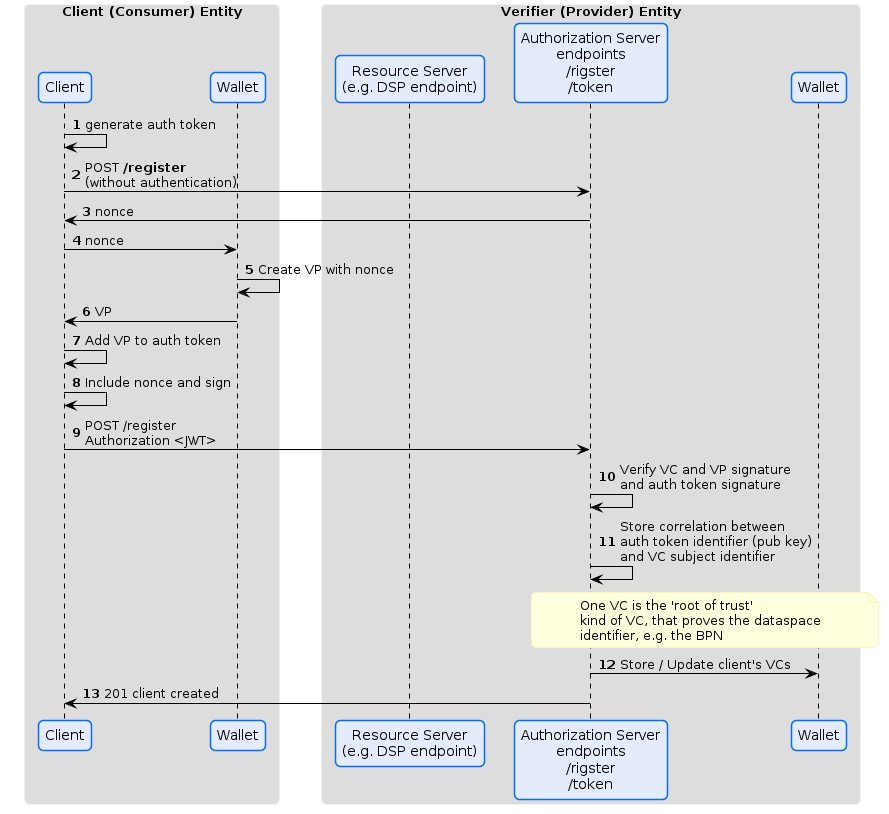 Client (Consumer) Entity
Verifier (Provider) Entity
Client
Wallet
Resource Server
(e.g. DSP endpoint)
Authorization Server
endpoints
/rigster
/token
Wallet
1 generate auth token
2 POST /register
(without authentication)
3 nonce
4 nonce
5 Create VP with nonce
6 VP
7 Add VP to auth token
8 Include nonce and sign
9 POST /register
Authorization <JWT>
10 Verify VC and VP signature
and auth token signature
11 Store correlation between
auth token identifier (pub key)
and VC subject identifier
One VC is the 'root of trust'
kind of VC, that proves the dataspace
identifier, e.g. the BPN
12 Store / Update client's VCs
13 201 client created
Client
Wallet
Resource Server
(e.g. DSP endpoint)
Authorization Server
endpoints
/rigster
/token
Wallet